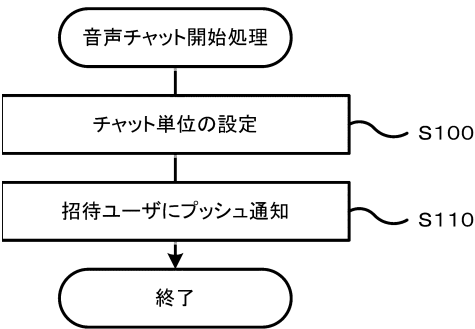 音声チャット開始処理
チャット単位の設定
S100
招待ユーザにプッシュ通知
S110
終了